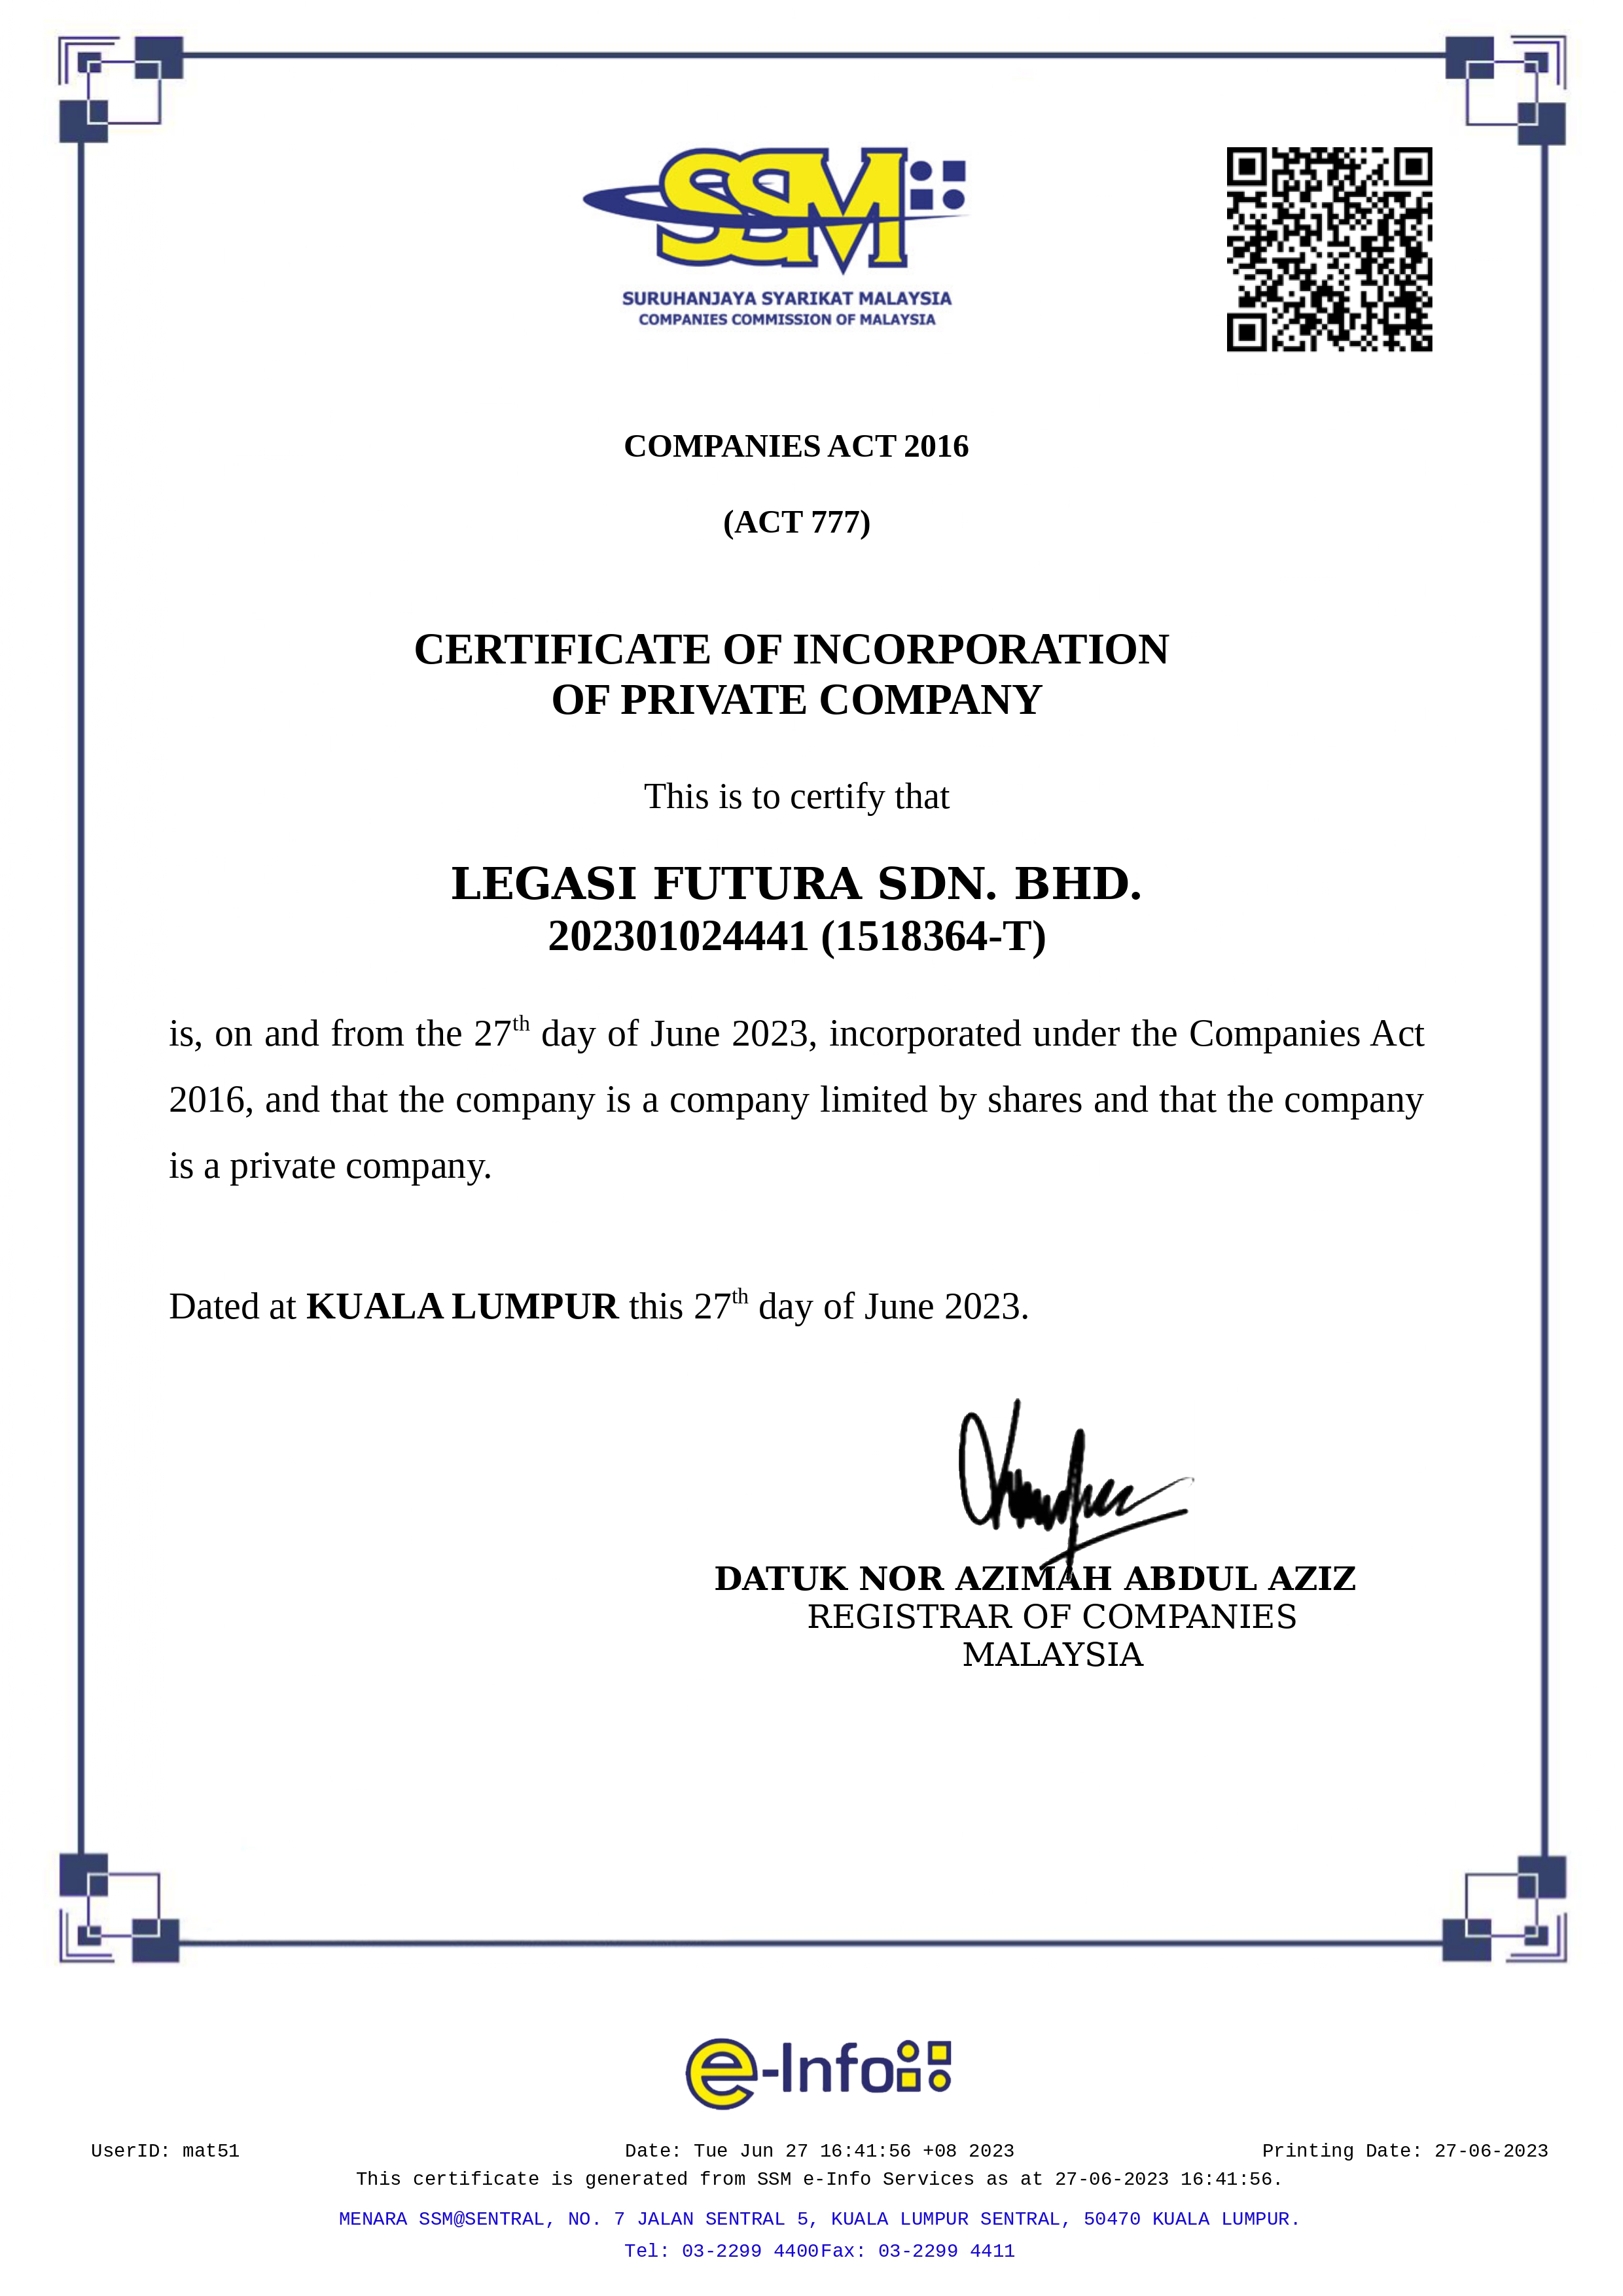 SSM
SURUHANJAYA SYARIKAT MALAYSIA
COMPANIES COMMISSION OF MALAYSIA
COMPANIES ACT 2016
(ACT 777)
CERTIFICATE OF INCORPORATION
OF PRIVATE COMPANY
This is to certify that
LEGASI FUTURA SDN. BHD.
202301024441 (1518364-T)
is, on and from the 27th day of June 2023, incorporated under the Companies Act
2016, and that the company is a company limited by shares and that the company
is a private company.
Dated at KUALA LUMPUR this 27th day of June 2023.
DATUK NOR AZIMAH ABDUL AZIZ
REGISTRAR OF COMPANIES
MALAYSIA
e-Info
UserID: mat51 Date: Tue Jun 27 16:41:56 +08 2023 Printing Date: 27-06-2023
This certificate is generated from SSM e-Info Services as at 27-06-2023 16:41:56.
MENARA SSM@SENTRAL, NO. 7 JALAN SENTRAL 5, KUALA LUMPUR SENTRAL, 50470 KUALA LUMPUR.
Tel: 03-2299 4400Fax: 03-2299 4411